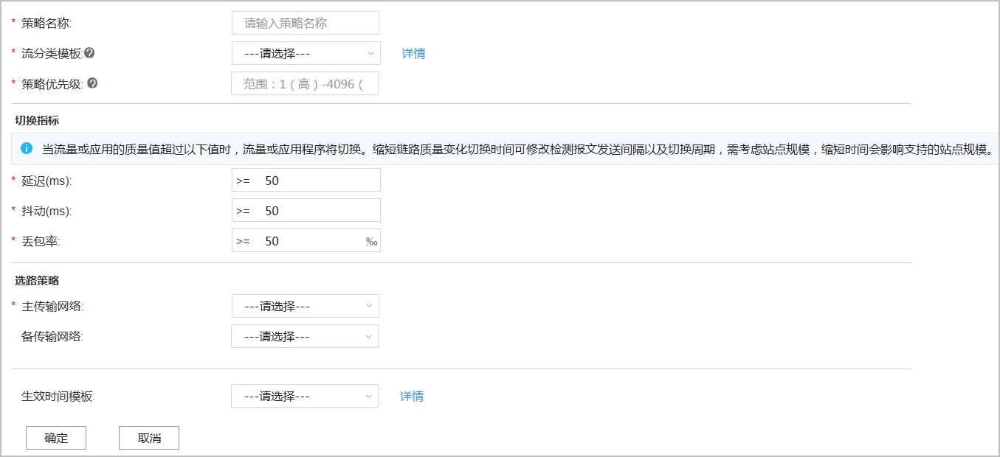 * 策略名称: 请输入策略名称
* 流分类模板: ---请选择--- 详情
* 策略优先级: 范围：1（高）-4096（
切换指标
当流量或应用的质量值超过以下值时，流量或应用程序将切换。缩短链路质量变化切换时间可修改检测报文发送间隔以及切换周期，需考虑站点规模，缩短时间会影响支持的站点规模。
* 延迟(ms): >= 50
* 抖动(ms): >= 50
* 丢包率: >= 50 ‰
选路策略
* 主传输网络: ---请选择---
备传输网络: ---请选择---
生效时间模板: ---请选择--- 详情
确定 取消